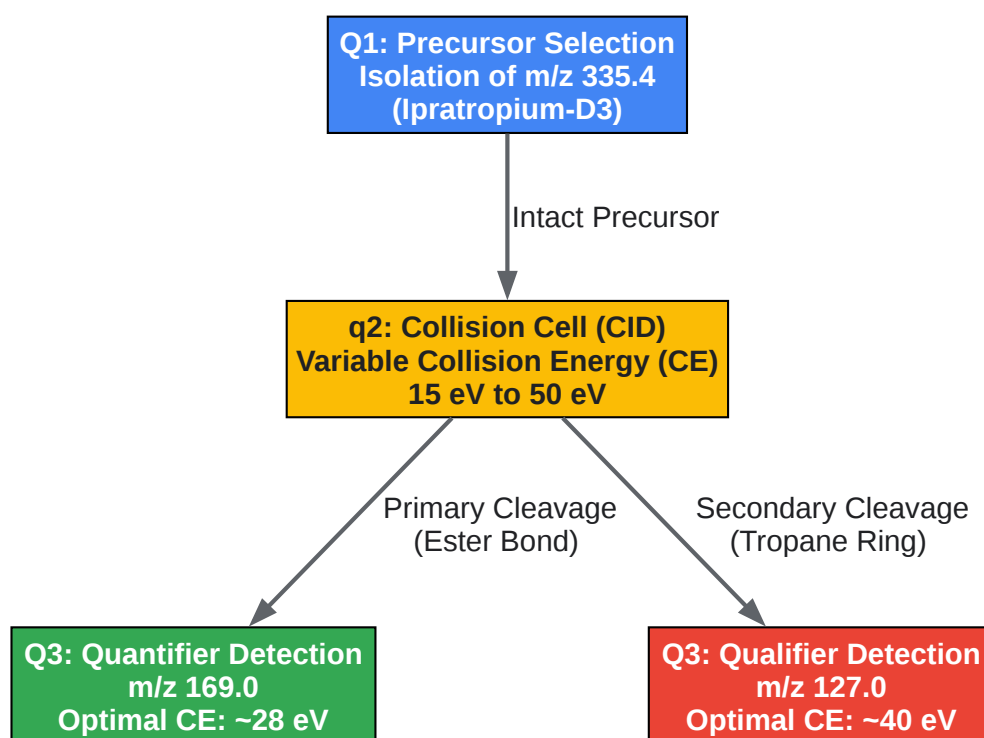 Q1: Precursor Selection
Isolation of m/z 335.4
(Ipratropium-D3)
Intact Precursor
q2: Collision Cell (CID)
Variable Collision Energy (CE)
15 eV to 50 eV
Primary Cleavage
(Ester Bond)
Secondary Cleavage
(Tropane Ring)
Q3: Quantifier Detection
m/z 169.0
Optimal CE: ~28 eV
Q3: Qualifier Detection
m/z 127.0
Optimal CE: ~40 eV